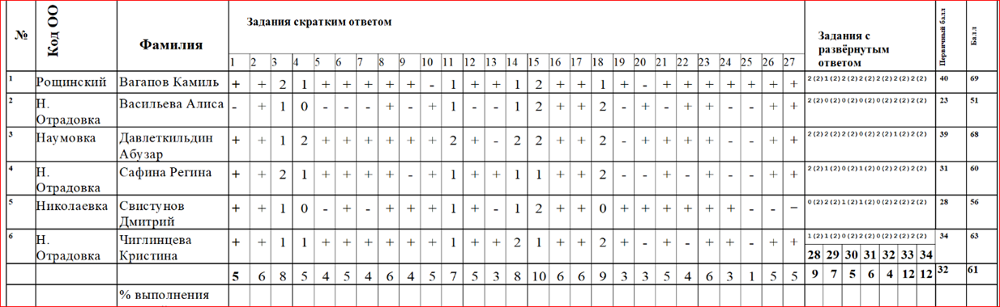 № Код ОО Фамилия Задания скратким ответом Задания с развёрнутым ответом Первичный балл Балл
1 2 3 4 5 6 7 8 9 10 11 12 13 14 15 16 17 18 19 20 21 22 23 24 25 26 27
1 Рощинский Вагапов Камиль + + 2 1 + + + + + - 1 + + 1 2 + + 1 + - + + + + + + + 2(2)1(2)2(2)2(2)2(2)2(2)2(2) 40 69
2 Н. Отрадовка Васильева Алиса - + 1 0 - - - + - + 1 - - 1 2 + + 2 - + - + + - - + + 2(2)0(2)0(2)0(2)0(2)2(2)2(2) 23 51
3 Наумовка Давлеткильдин Абузар + + 1 2 + + + + + + 2 + - 2 2 + + 2 - + + + + - - + + 2(2)2(2)2(2)0(2)2(2)1(2)2(2) 39 68
4 Н. Отрадовка Сафина Регина + + 2 1 + + + + - + 1 + + 1 1 + + 2 - - + - + - - + + 2(2)1(2)0(2)1(2)0(2)2(2)2(2) 31 60
5 Николаевка Свистунов Дмитрий + + 1 0 - + - + + + 1 + - 1 2 + + 0 + + + + + + - - − 0(2)2(2)1(2)1(2)0(2)2(2)2(2) 28 56
6 Н. Отрадовка Чиглинцева Кристина + + 1 1 + + + + + + 1 + + 2 1 + + 2 + - + - + + - + + 1(2)1(2)0(2)2(2)0(2)2(2)2(2) 34 63
28 29 30 31 32 33 34
5 6 8 5 4 5 4 6 4 5 7 5 3 8 10 6 6 9 3 3 5 4 6 3 1 5 5 9 7 5 6 4 12 12 32 61
% выполнения